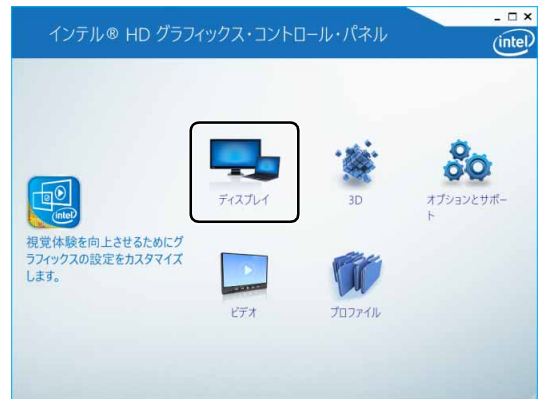 インテル® HD グラフィックス・コントロール・パネル
intel
ディスプレイ
3D
オプションとサポー
ト
intel
視覚体験を向上させるためにグ
ラフィックスの設定をカスタマイズ
します。
ビデオ
プロファイル